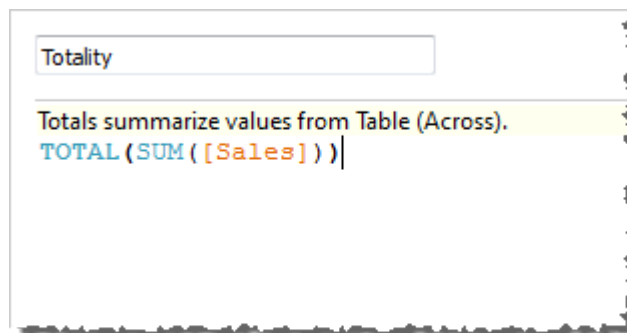 Totality
Totals summarize values from Table (Across).
TOTAL(SUM([Sales]))